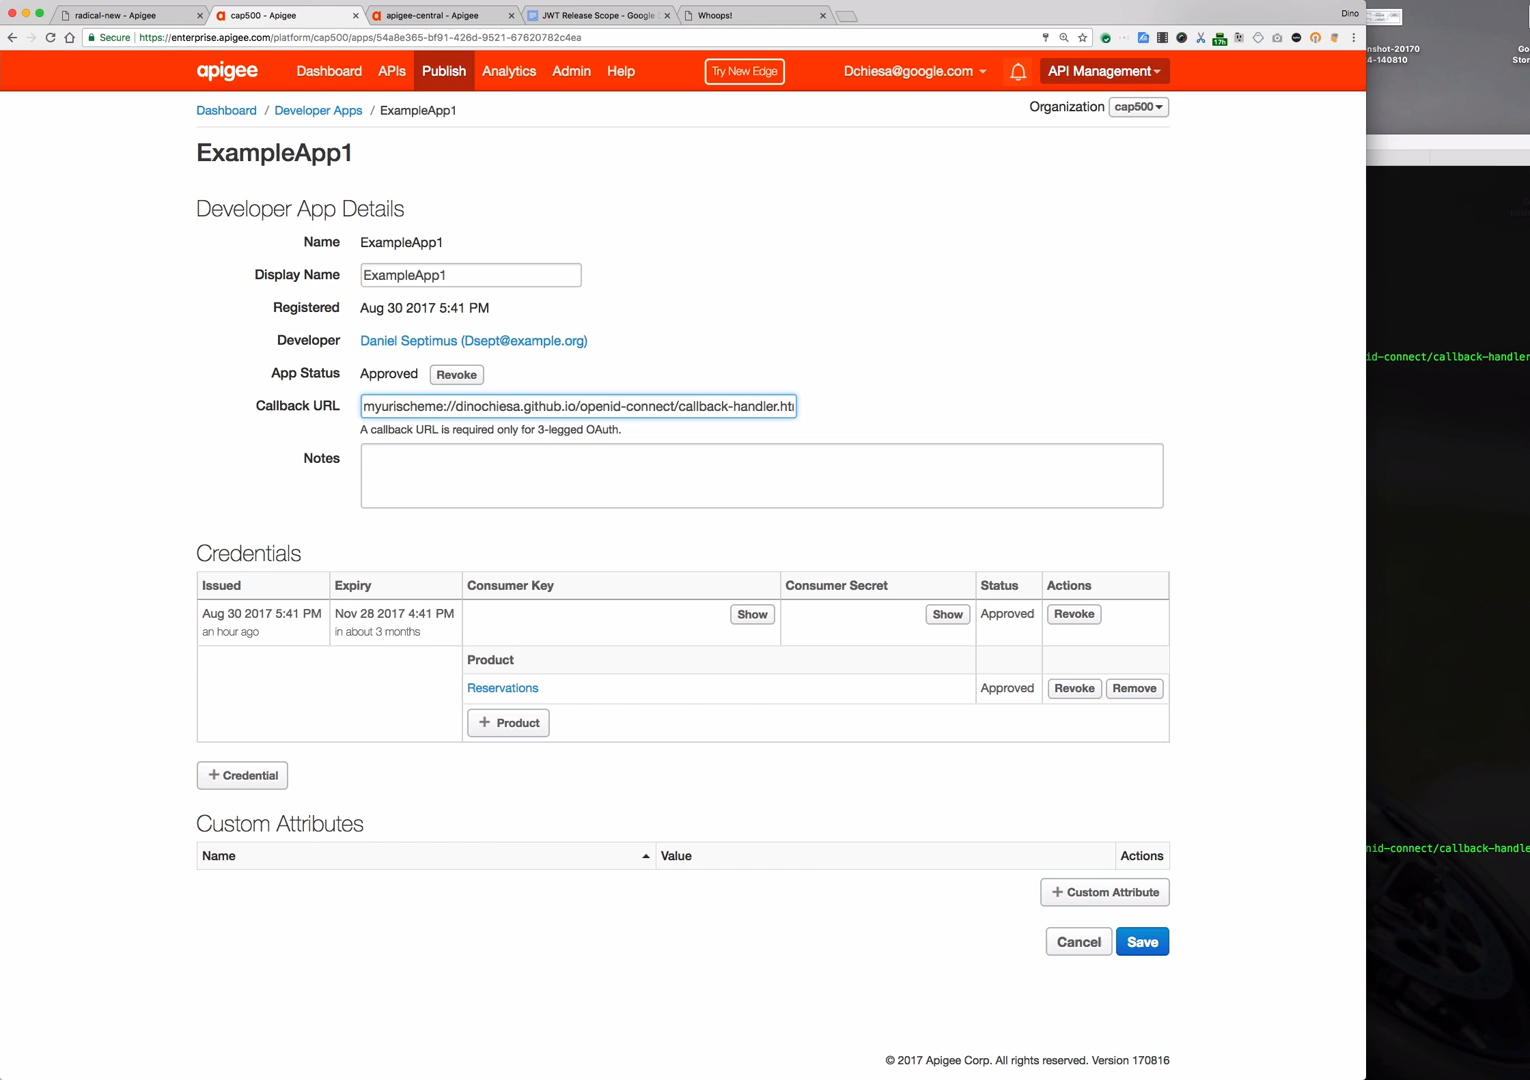 radical-new - Apigee
cap500 - Apigee
apigee-central - Apigee
JWT Release Scope - Google
Whoops!
Dino
Secure | https://enterprise.apigee.com/platform/cap500/apps/54a8e365-bf91-426d-9521-67620782c4ea
17h
nshot-20170
4-140810
Go
Stor
apigee Dashboard APIs Publish Analytics Admin Help Try New Edge Dchiesa@google.com API Management
Dashboard / Developer Apps / ExampleApp1
Organization cap500
ExampleApp1
Developer App Details
Name ExampleApp1
Display Name ExampleApp1
Registered Aug 30 2017 5:41 PM
Developer Daniel Septimus (Dsept@example.org)
id-connect/callback-handler
App Status Approved Revoke
Callback URL myurischeme://dinochiesa.github.io/openid-connect/callback-handler.ht
A callback URL is required only for 3-legged OAuth.
Notes
Credentials
Issued Expiry Consumer Key Consumer Secret Status Actions
Aug 30 2017 5:41 PM Nov 28 2017 4:41 PM Show Show Approved Revoke
an hour ago in about 3 months
Product
Reservations Approved Revoke Remove
+ Product
+ Credential
Custom Attributes
nid-connect/callback-handle
Name Value Actions
+ Custom Attribute
Cancel Save
© 2017 Apigee Corp. All rights reserved. Version 170816